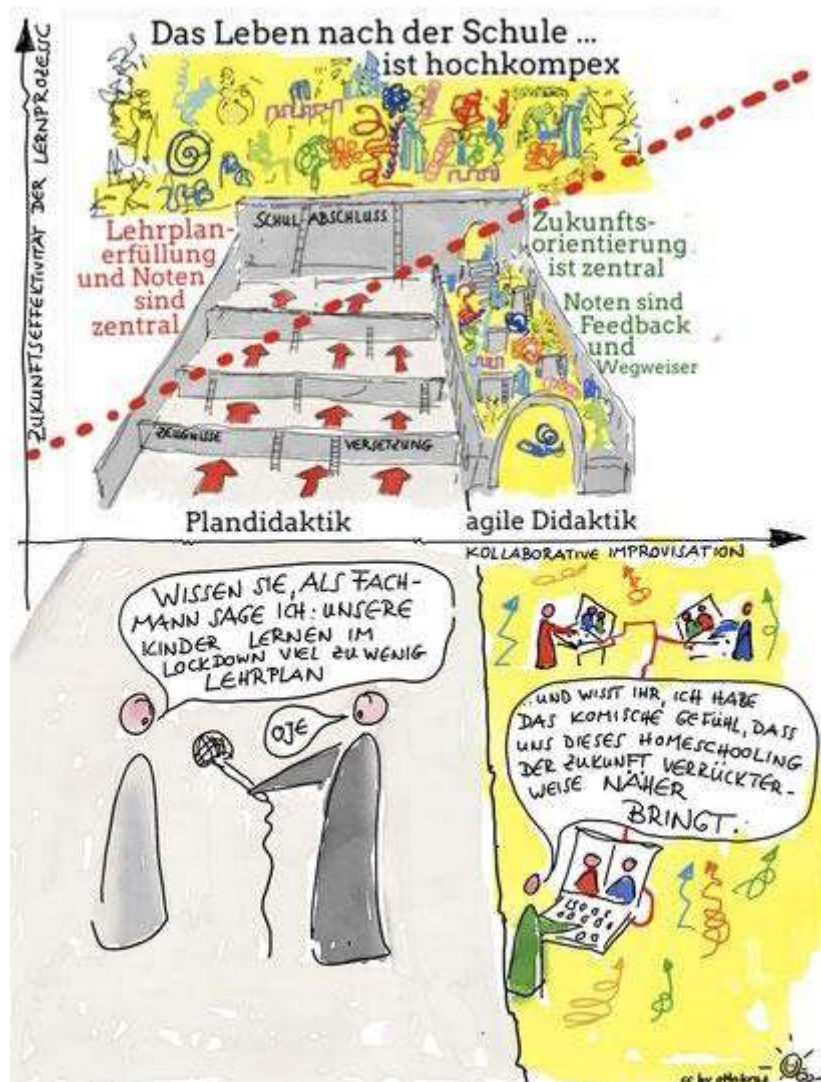 Das Leben nach der Schule ...
ist hochkompex
ZUKUNFTSEFFEKTIVITÄT DER LERNPROZESSE
SCHULABSCHLUSS
Lehrplan-
erfüllung
und Noten
sind
zentral
Zukunfts-
orientierung
ist zentral
Noten sind
Feedback
und
Wegweiser
ZEUGNISSE
VERSETZUNG
Plandidaktik
agile Didaktik
KOLLABORATIVE IMPROVISATION
WISSEN SIE, ALS FACH-
MANN SAGE ICH: UNSERE
KINDER LERNEN IM
LOCKDOWN VIEL ZU WENIG
LEHRPLAN
OJE
...UND WISST IHR, ICH HABE
DAS KOMISCHE GEFÜHL, DASS
UNS DIESES HOMESCHOOLING
DER ZUKUNFT VERRÜCKTER-
WEISE NÄHER
BRINGT.
cc by